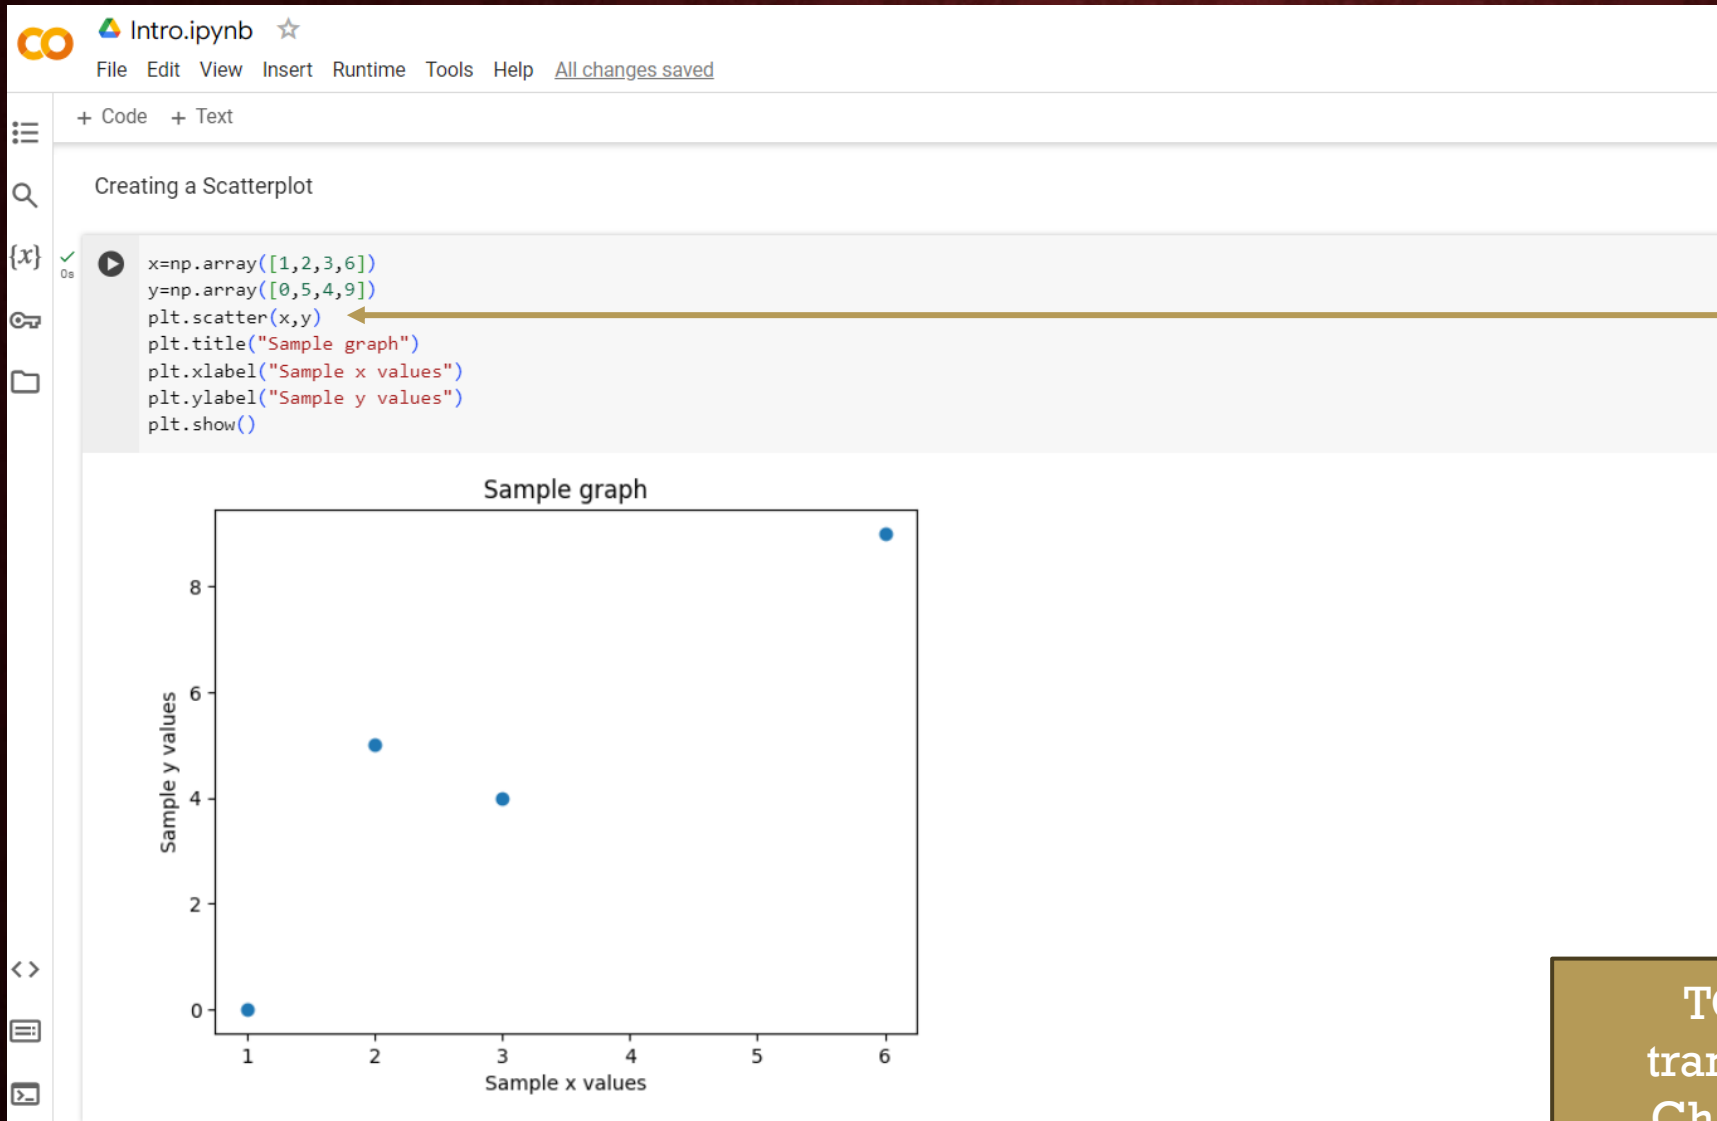 Intro.ipynb
File Edit View Insert Runtime Tools Help All changes saved
+ Code + Text
Creating a Scatterplot
{x}
0s
x=np.array([1,2,3,6])
y=np.array([0,5,4,9])
plt.scatter(x,y)
plt.title("Sample graph")
plt.xlabel("Sample x values")
plt.ylabel("Sample y values")
plt.show()
Sample graph
8
6
4
2
0
Sample y values
1 2 3 4 5 6
Sample x values